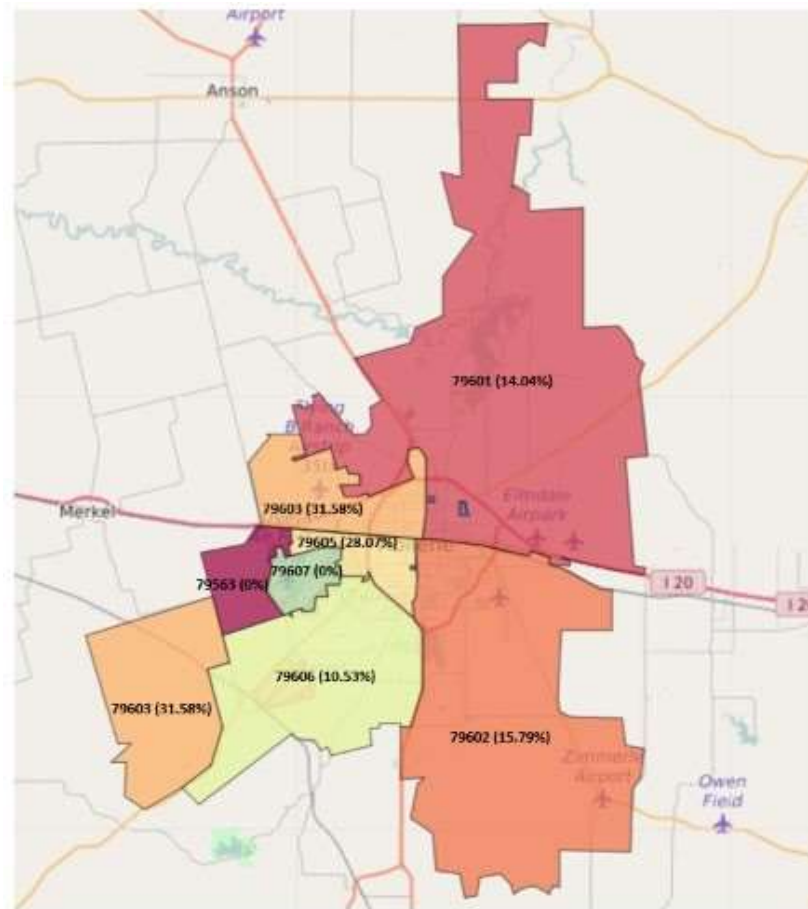 Airport
Anson
79601 (14.04%)
Airpark
Merkel
79603 (31.58%)
79605 (28.07%)
79563 (0%)
79607 (0%)
I 20
79606 (10.53%)
79603 (31.58%)
79602 (15.79%)
Airport
Owen
Field